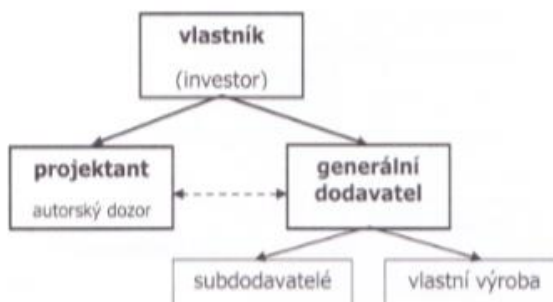 vlastník
(investor)
projektant
autorský dozor
generální
dodavatel
subdodavatelé
vlastní výroba